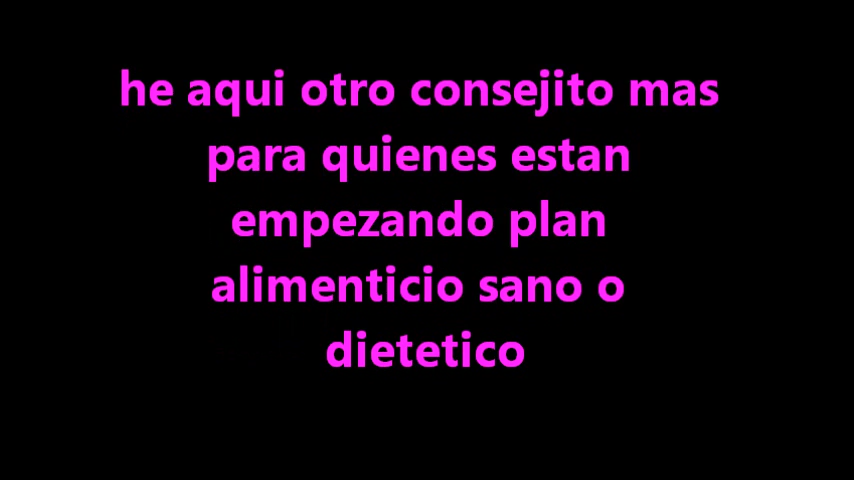 he aqui otro consejito mas
para quienes estan
empezando plan
alimenticio sano o
dietetico